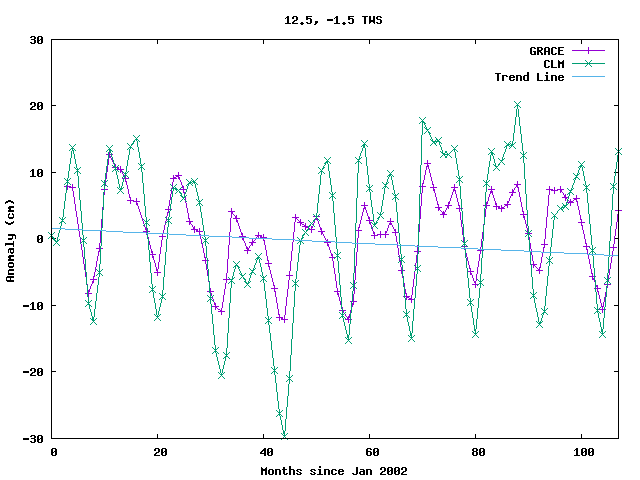 12.5, -1.5 TWS
GRACE
CLM
Trend Line
30
20
10
0
-10
-20
-30
Anomaly (cm)
0 20 40 60 80 100
Months since Jan 2002